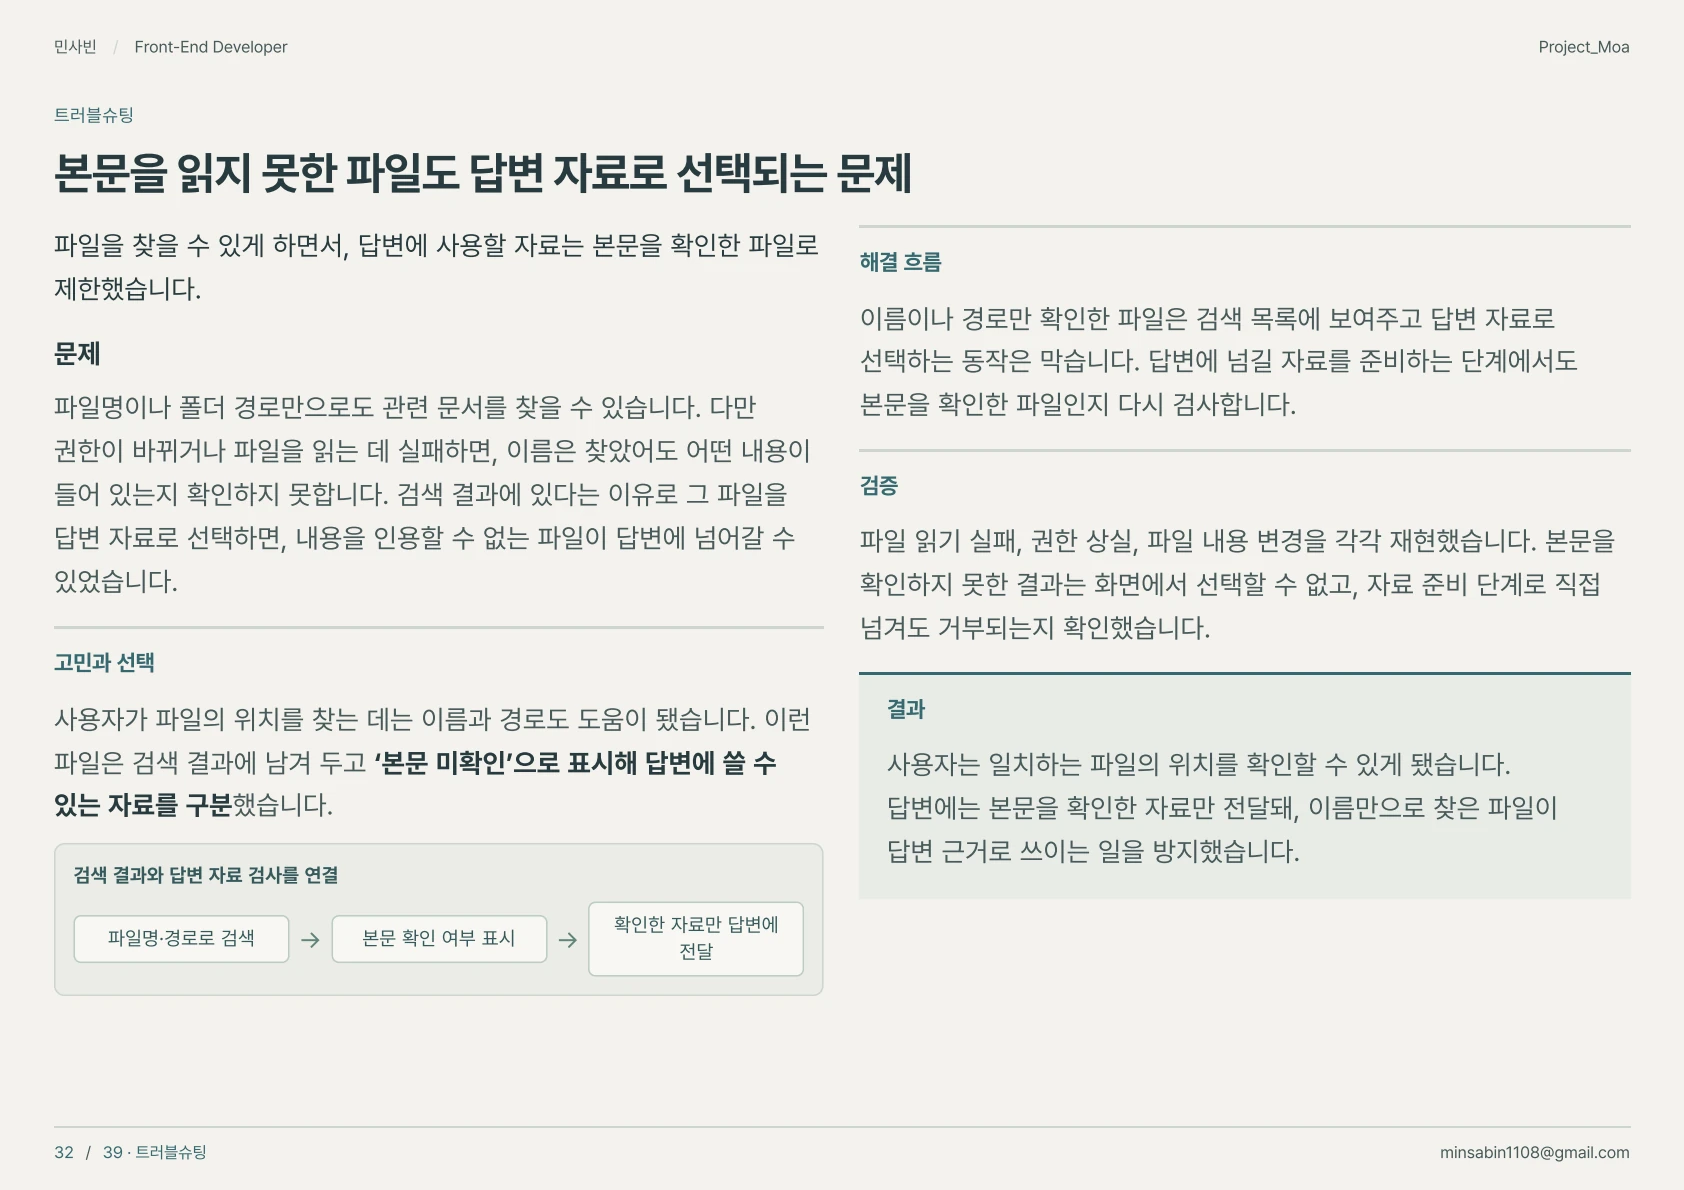 민사빈 / Front-End Developer
Project_Moa
트러블슈팅
본문을 읽지 못한 파일도 답변 자료로 선택되는 문제
파일을 찾을 수 있게 하면서, 답변에 사용할 자료는 본문을 확인한 파일로
제한했습니다.
문제
파일명이나 폴더 경로만으로도 관련 문서를 찾을 수 있습니다. 다만
권한이 바뀌거나 파일을 읽는 데 실패하면, 이름은 찾았어도 어떤 내용이
들어 있는지 확인하지 못합니다. 검색 결과에 있다는 이유로 그 파일을
답변 자료로 선택하면, 내용을 인용할 수 없는 파일이 답변에 넘어갈 수
있었습니다.
고민과 선택
사용자가 파일의 위치를 찾는 데는 이름과 경로도 도움이 됐습니다. 이런
파일은 검색 결과에 남겨 두고 ‘본문 미확인’으로 표시해 답변에 쓸 수
있는 자료를 구분했습니다.
검색 결과와 답변 자료 검사를 연결
파일명·경로로 검색 → 본문 확인 여부 표시 → 확인한 자료만 답변에
전달
해결 흐름
이름이나 경로만 확인한 파일은 검색 목록에 보여주고 답변 자료로
선택하는 동작은 막습니다. 답변에 넘길 자료를 준비하는 단계에서도
본문을 확인한 파일인지 다시 검사합니다.
검증
파일 읽기 실패, 권한 상실, 파일 내용 변경을 각각 재현했습니다. 본문을
확인하지 못한 결과는 화면에서 선택할 수 없고, 자료 준비 단계로 직접
넘겨도 거부되는지 확인했습니다.
결과
사용자는 일치하는 파일의 위치를 확인할 수 있게 됐습니다.
답변에는 본문을 확인한 자료만 전달돼, 이름만으로 찾은 파일이
답변 근거로 쓰이는 일을 방지했습니다.
32 / 39 · 트러블슈팅
minsabin1108@gmail.com